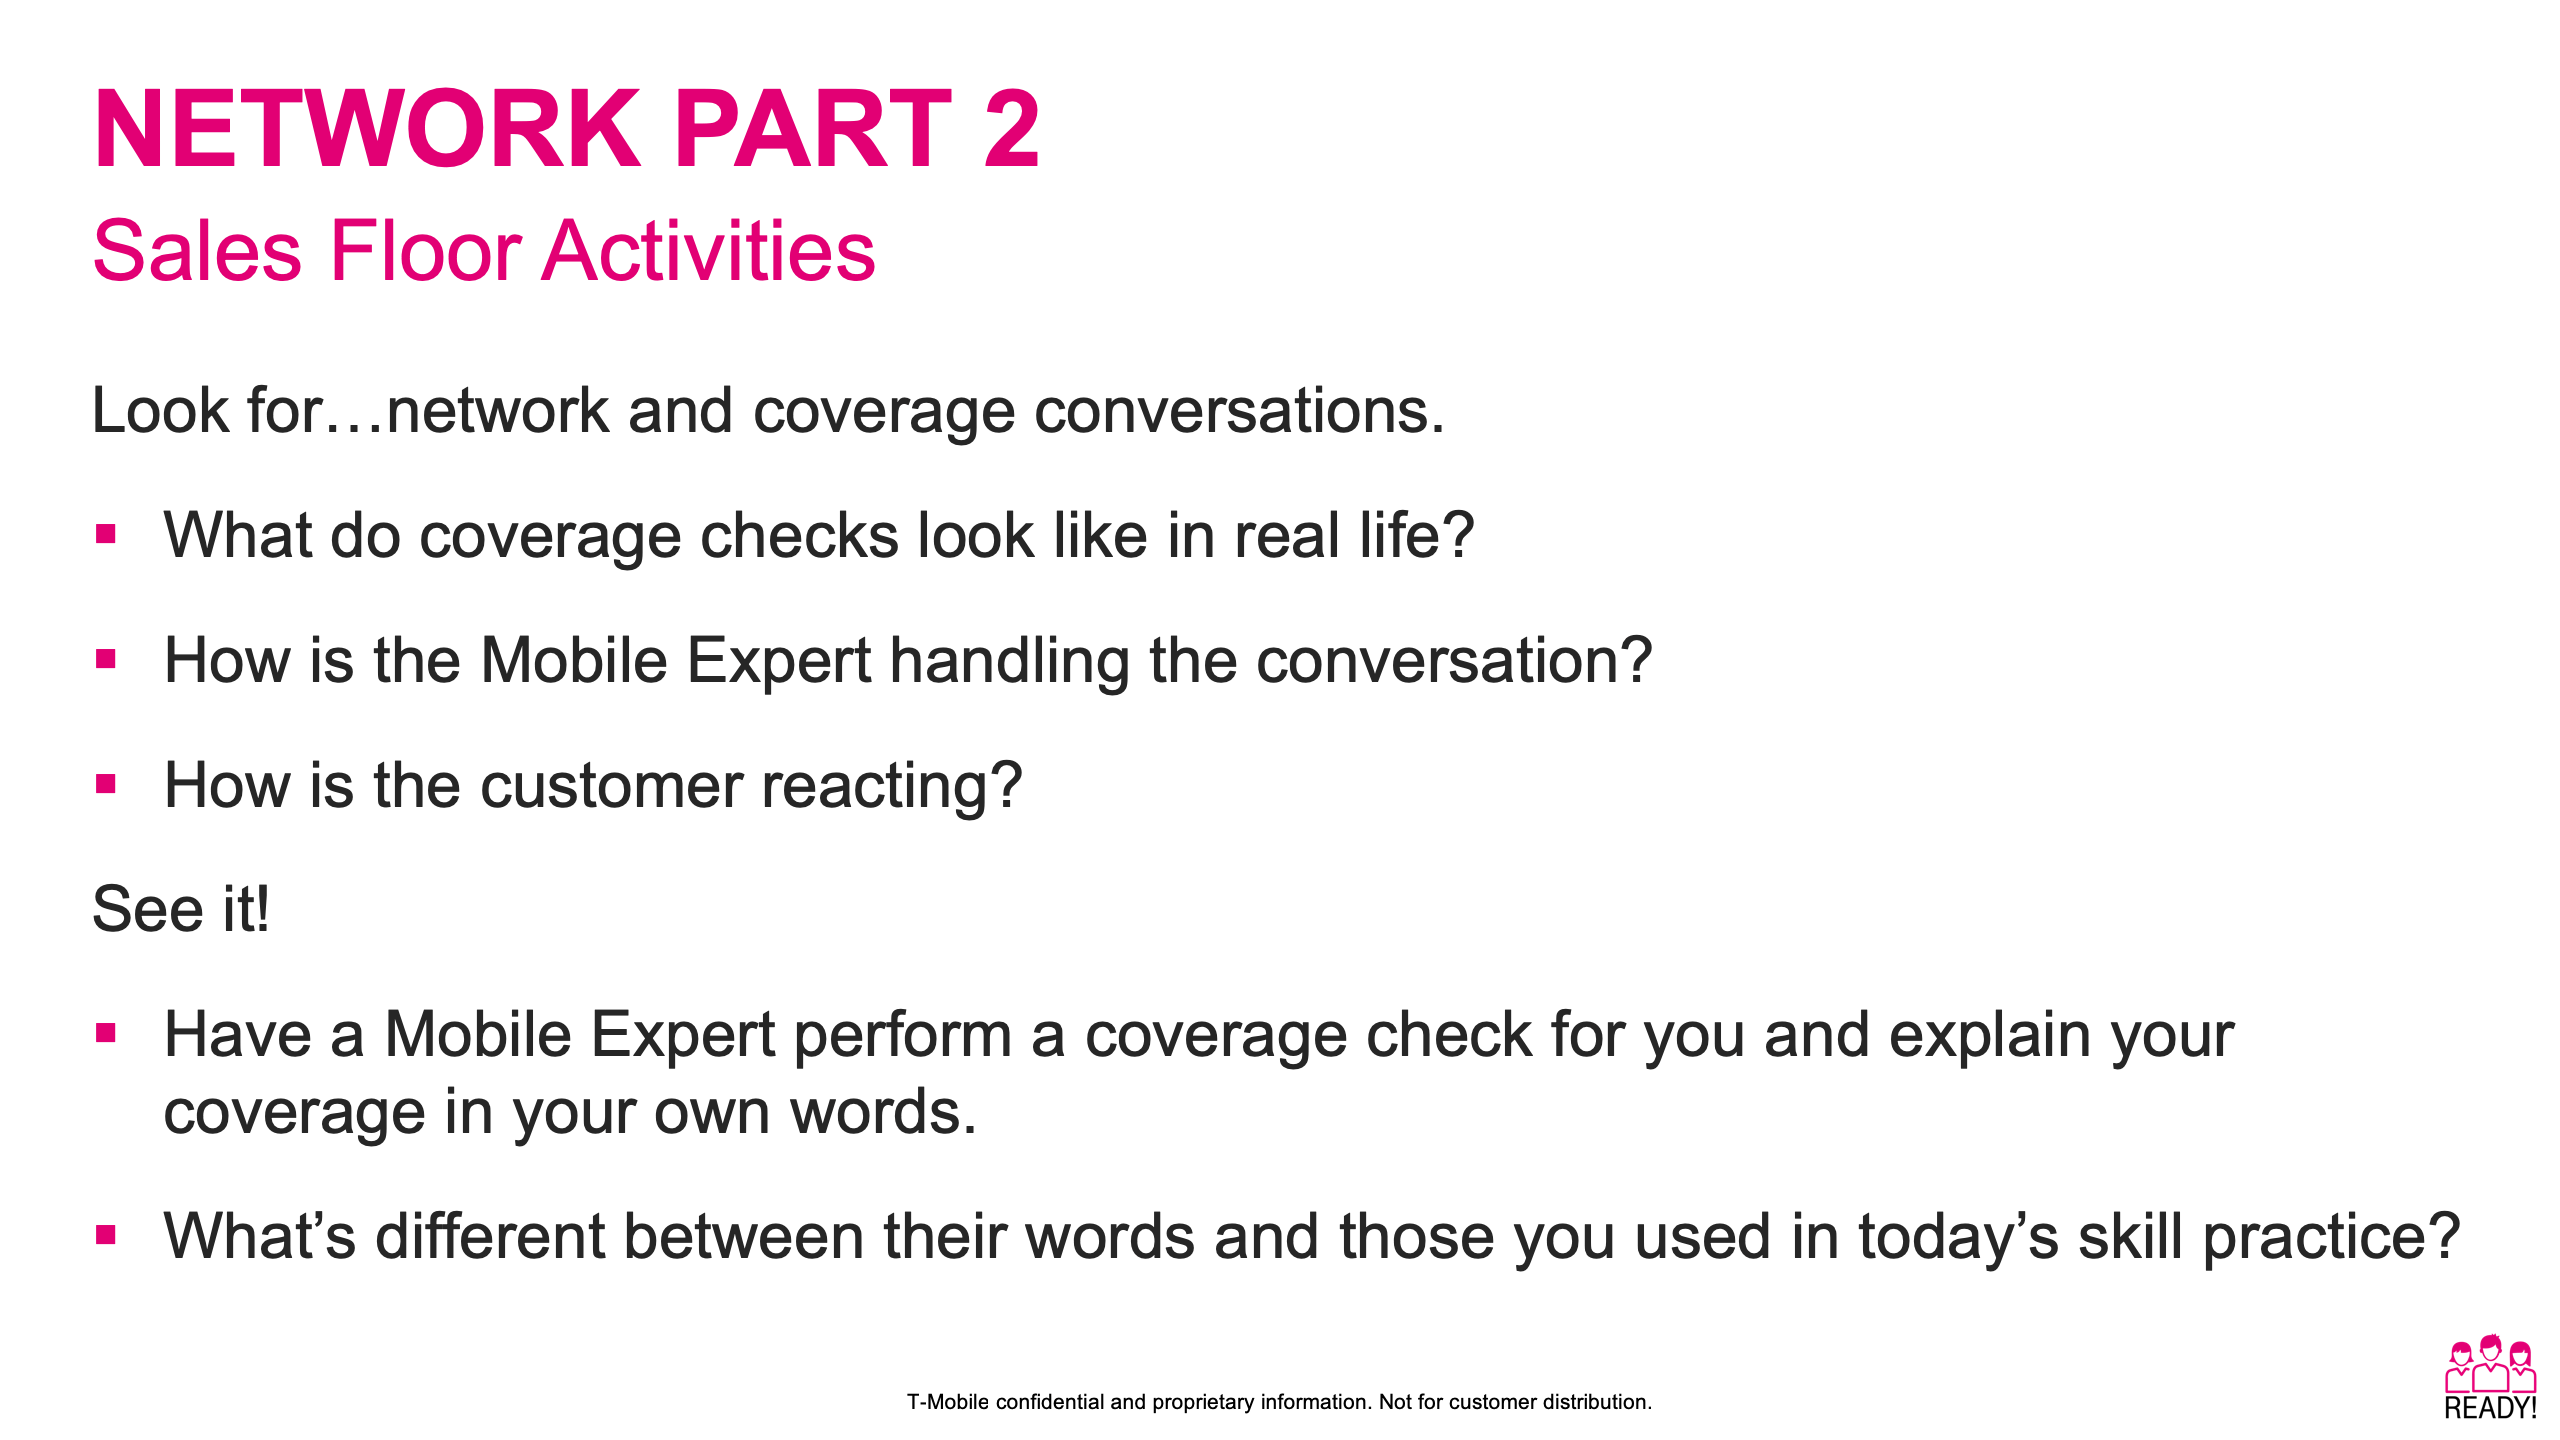 NETWORK PART 2
Sales Floor Activities
Look for…network and coverage conversations.
▪ What do coverage checks look like in real life?
▪ How is the Mobile Expert handling the conversation?
▪ How is the customer reacting?
See it!
▪ Have a Mobile Expert perform a coverage check for you and explain your
coverage in your own words.
▪ What’s different between their words and those you used in today’s skill practice?
T-Mobile confidential and proprietary information. Not for customer distribution.
READY!